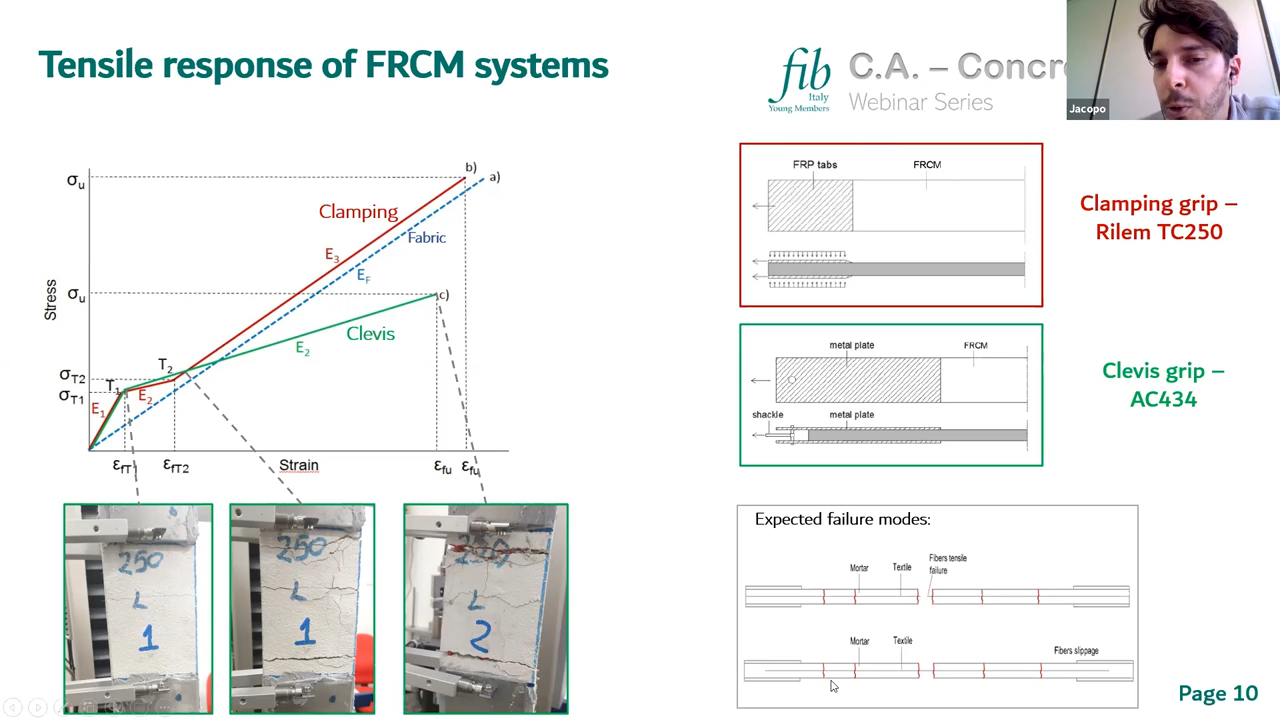 Tensile response of FRCM systems
fib
Italy
Young Members
C.A. – Concr
Webinar Series
Jacopo
σu
b)
a)
Clamping
Fabric
E3
EF
σu
c)
Clevis
E2
Stress
T2
σT2
T1
σT1
E1
E2
εfT1
εfT2
Strain
εfu
εfu
250
L
1
250
L
1
L
2
FRP tabs
FRCM
Clamping grip –
Rilem TC250
metal plate
FRCM
shackle
metal plate
Clevis grip –
AC434
Expected failure modes:
Mortar
Textile
Fibers tensile
failure
Mortar
Textile
Fibers slippage
Page 10